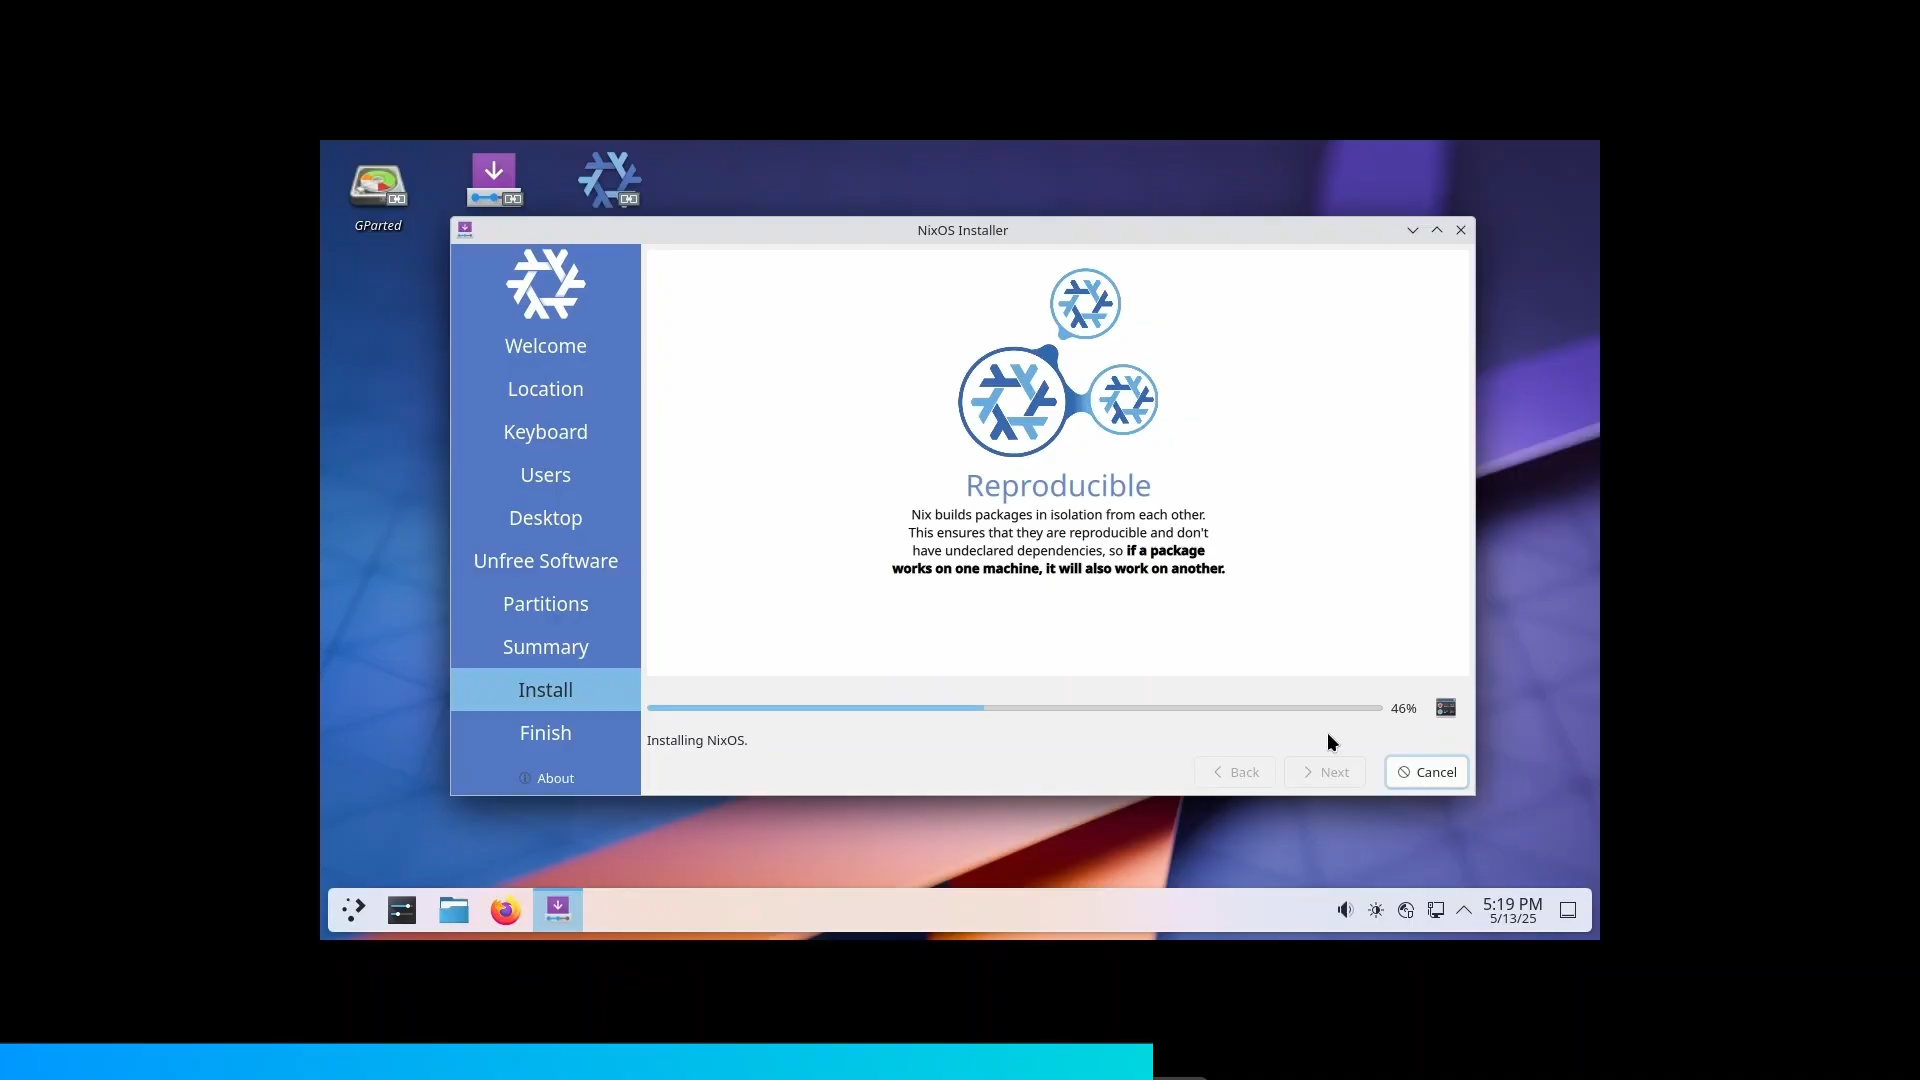 GParted
NixOS Installer
Welcome
Location
Keyboard
Users
Desktop
Unfree Software
Partitions
Summary
Install
Finish
About
Reproducible
Nix builds packages in isolation from each other.
This ensures that they are reproducible and don't
have undeclared dependencies, so if a package
works on one machine, it will also work on another.
46%
Installing NixOS.
Back
Next
Cancel
5:19 PM
5/13/25